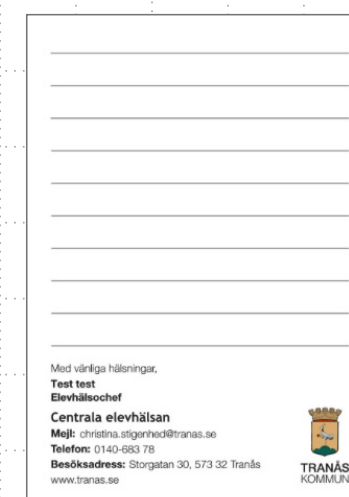 Med vänliga hälsningar,
Test test
Elevhälsochef
Centrala elevhälsan
Mejl: christina.stigenhed@tranas.se
Telefon: 0140-683 78
Besöksadress: Storgatan 30, 573 32 Tranås
www.tranas.se
TRANÅS
KOMMUN